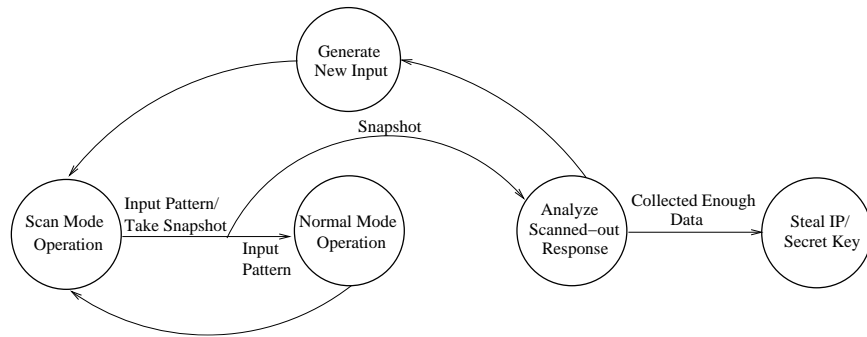 Generate
New Input
Snapshot
Input Pattern/
Take Snapshot
Scan Mode
Operation
Normal Mode
Operation
Input
Pattern
Analyze
Scanned−out
Response
Collected Enough
Data
Steal IP/
Secret Key